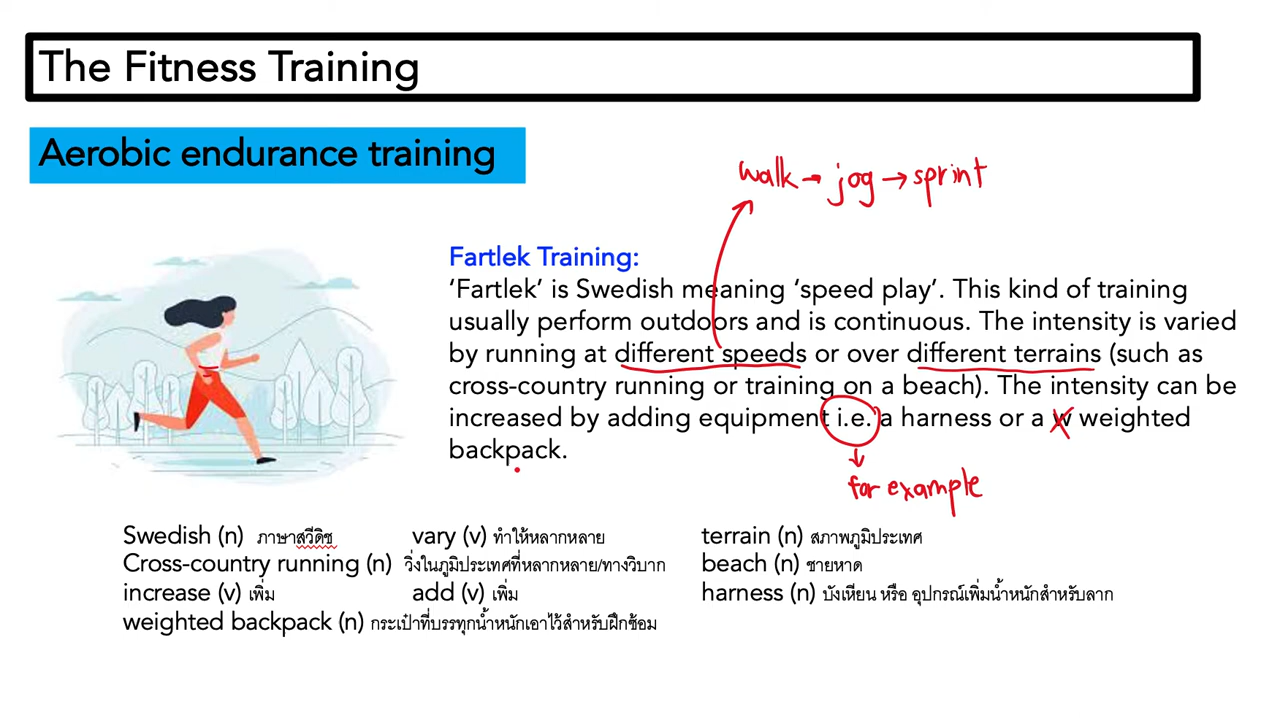 The Fitness Training
Aerobic endurance training
walk → jog → sprint
Fartlek Training:
‘Fartlek’ is Swedish meaning ‘speed play’. This kind of training
usually perform outdoors and is continuous. The intensity is varied
by running at different speeds or over different terrains (such as
cross-country running or training on a beach). The intensity can be
increased by adding equipment i.e. a harness or a w weighted
backpack.
for example
Swedish (n) ภาษาสวีดิช vary (v) ทำให้หลากหลาย terrain (n) สภาพภูมิประเทศ
Cross-country running (n) วิ่งในภูมิประเทศที่หลากหลาย/ทางวิบาก beach (n) ชายหาด
increase (v) เพิ่ม add (v) เพิ่ม harness (n) บังเหียน หรือ อุปกรณ์เพิ่มน้ำหนักสำหรับลาก
weighted backpack (n) กระเป๋าที่บรรทุกน้ำหนักเอาไว้สำหรับฝึกซ้อม